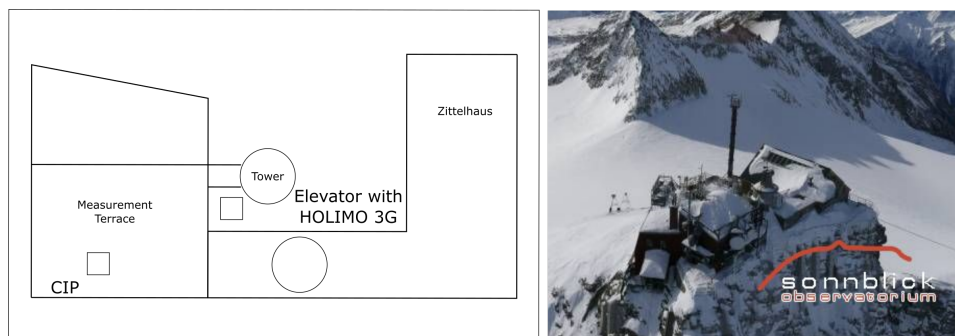 Zittelhaus
Tower
Elevator with
HOLIMO 3G
Measurement
Terrace
CIP
sonnblick
observatorium